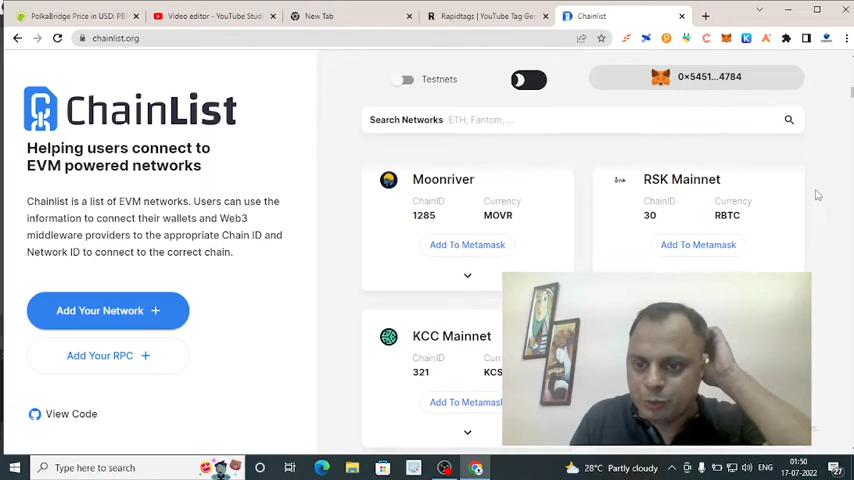 PolkaBridge Price in USD: PB
Video editor - YouTube Studi
New Tab
Rapidtags | YouTube Tag Gen
Chainlist
chainlist.org
ChainList
Helping users connect to
EVM powered networks
Chainlist is a list of EVM networks. Users can use the
information to connect their wallets and Web3
middleware providers to the appropriate Chain ID and
Network ID to connect to the correct chain.
Add Your Network +
Add Your RPC +
View Code
Testnets
0x5451...4784
Search Networks ETH, Fantom, ...
Moonriver
ChainID Currency
1285 MOVR
Add To Metamask
RSK Mainnet
ChainID Currency
30 RBTC
Add To Metamask
KCC Mainnet
ChainID Curr
321 KCS
Add To Metamask
Type here to search
28°C Partly cloudy
ENG
01:50
17-07-2022
27